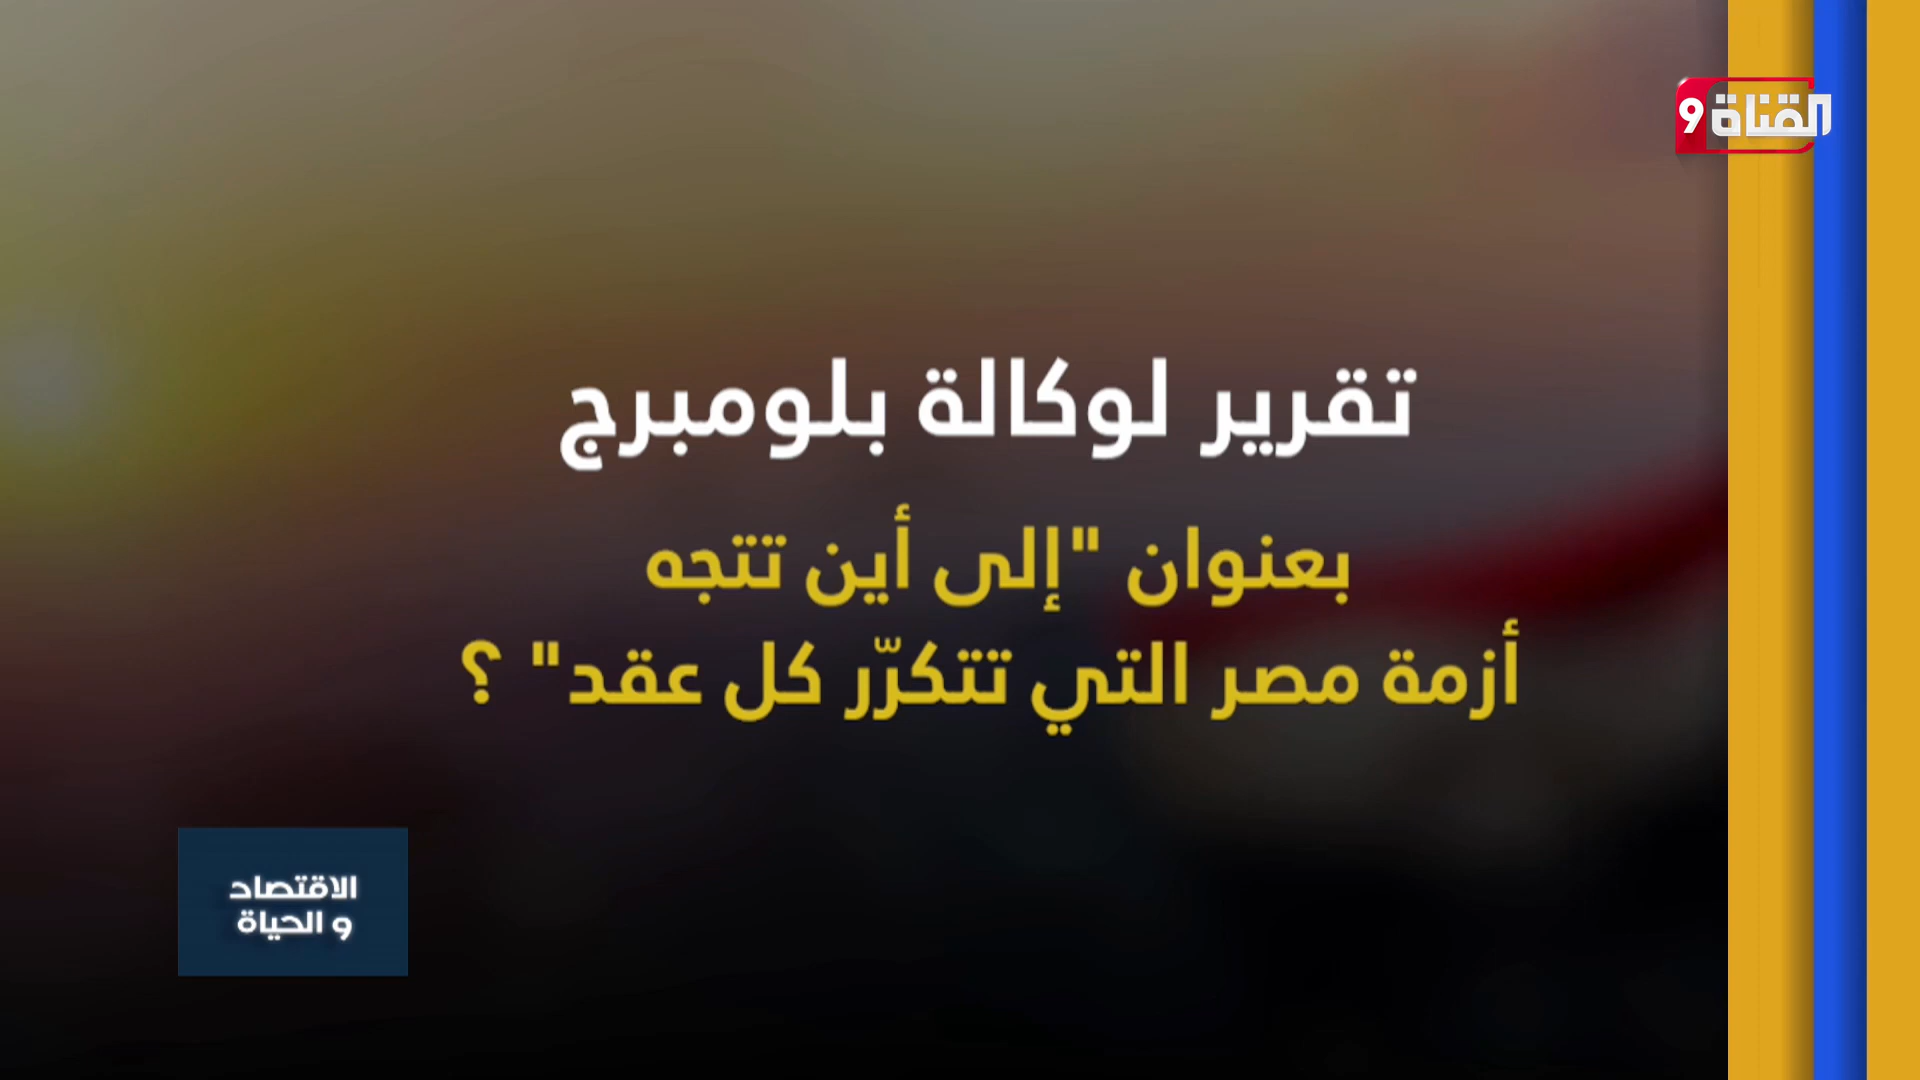 القناة 9
تقرير لوكالة بلومبرج
بعنوان "إلى أين تتجه
أزمة مصر التي تتكرّر كل عقد" ؟
الاقتصاد
و الحياة